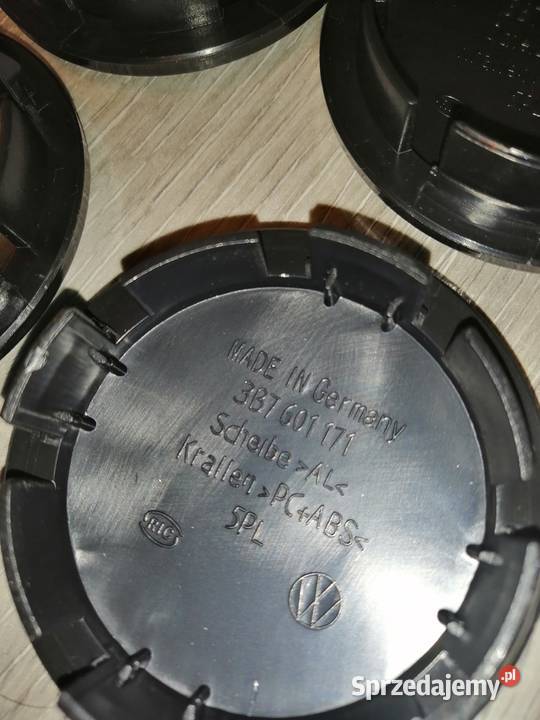 MADE IN Germany
3B7 601 171
Scheibe >AL<
Krallen >PC+ABS<
5PL
Sprzedajemy.pl